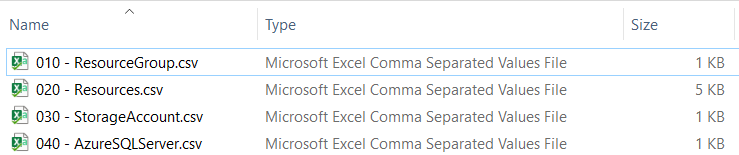 Name Type Size
010 - ResourceGroup.csv Microsoft Excel Comma Separated Values File 1 KB
020 - Resources.csv Microsoft Excel Comma Separated Values File 5 KB
030 - StorageAccount.csv Microsoft Excel Comma Separated Values File 1 KB
040 - AzureSQLServer.csv Microsoft Excel Comma Separated Values File 1 KB